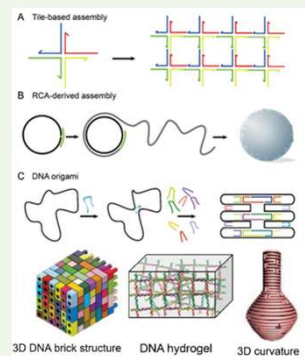 A Tile-based assembly
B RCA-derived assembly
C DNA origami
3D DNA brick structure DNA hydrogel 3D curvature